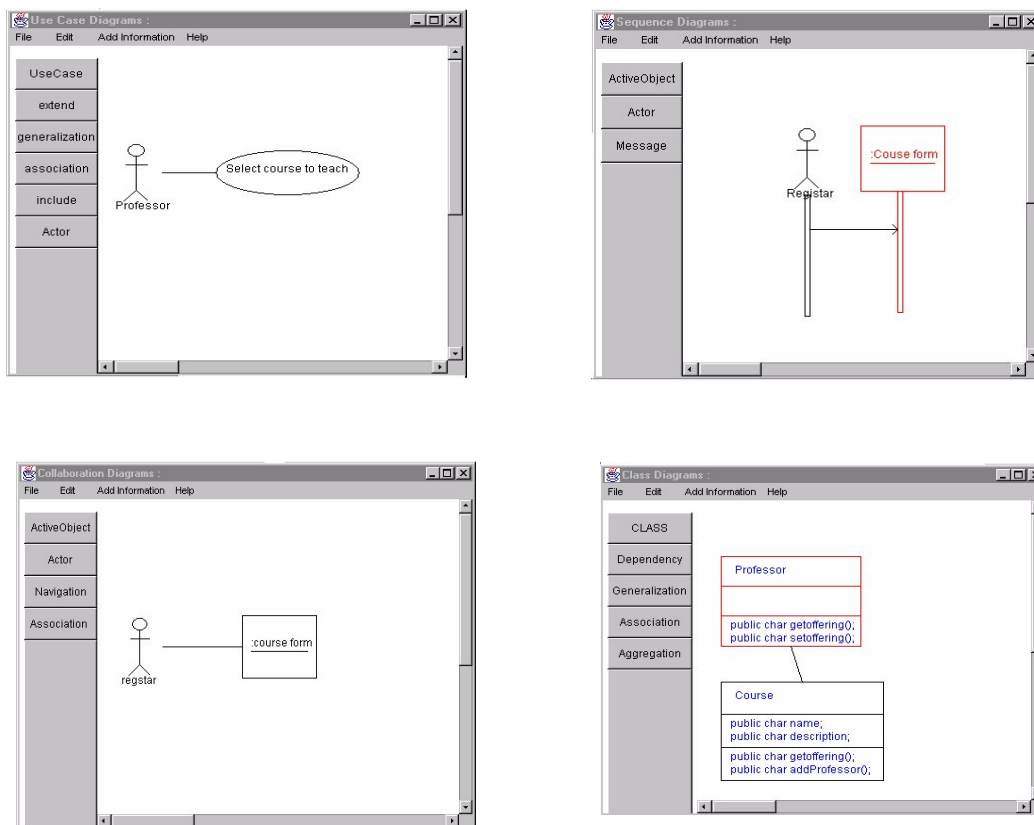 Use Case Diagrams :
File Edit Add Information Help
UseCase
extend
generalization
association
include
Actor
Professor
Select course to teach
Sequence Diagrams :
File Edit Add Information Help
ActiveObject
Actor
Message
Registar
:Couse form
Collaboration Diagrams :
File Edit Add Information Help
ActiveObject
Actor
Navigation
Association
regstar
:course form
Class Diagrams :
File Edit Add Information Help
CLASS
Dependency
Generalization
Association
Aggregation
Professor
public char getoffering();
public char setoffering();
Course
public char name;
public char description;
public char getoffering();
public char addProfessor();